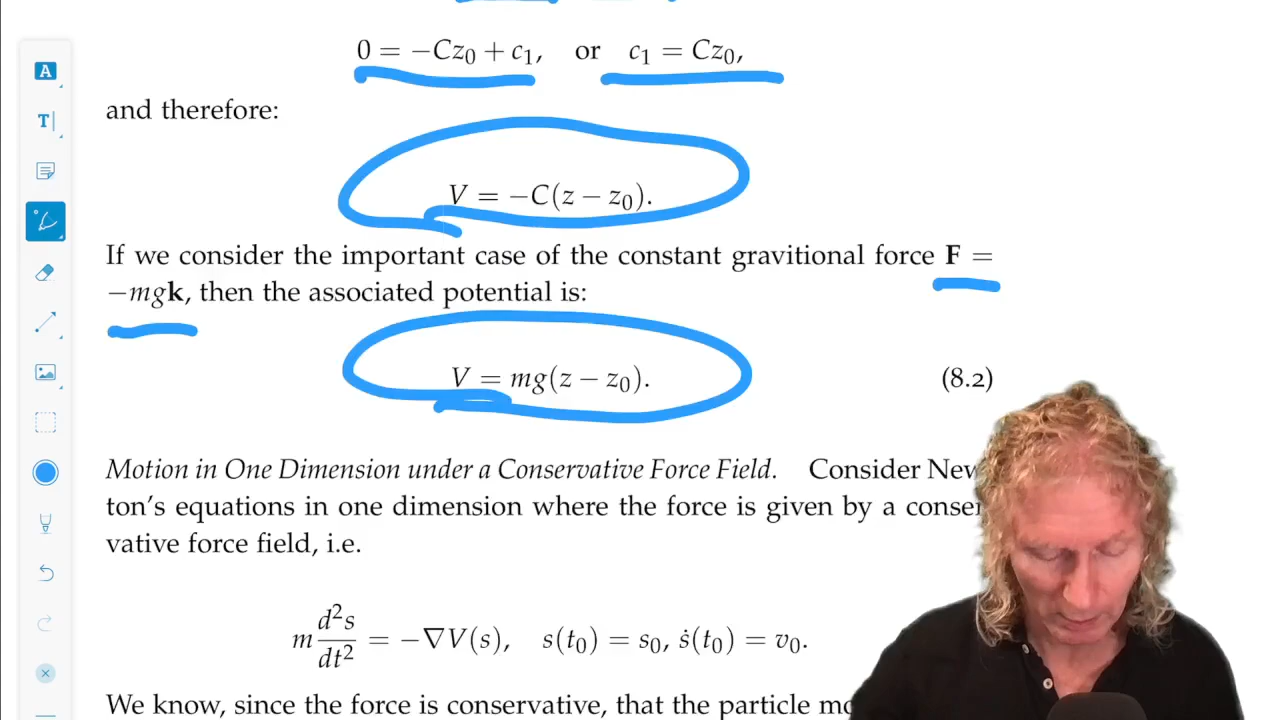 0 = −Cz₀ + c₁, or c₁ = Cz₀,
and therefore:
V = −C(z − z₀).
If we consider the important case of the constant gravitional force F =
−mgk, then the associated potential is:
V = mg(z − z₀). (8.2)
Motion in One Dimension under a Conservative Force Field. Consider New
ton's equations in one dimension where the force is given by a conser
vative force field, i.e.
m d²s/dt² = −∇V(s), s(t₀) = s₀, ṡ(t₀) = v₀.
We know, since the force is conservative, that the particle mo
A
T